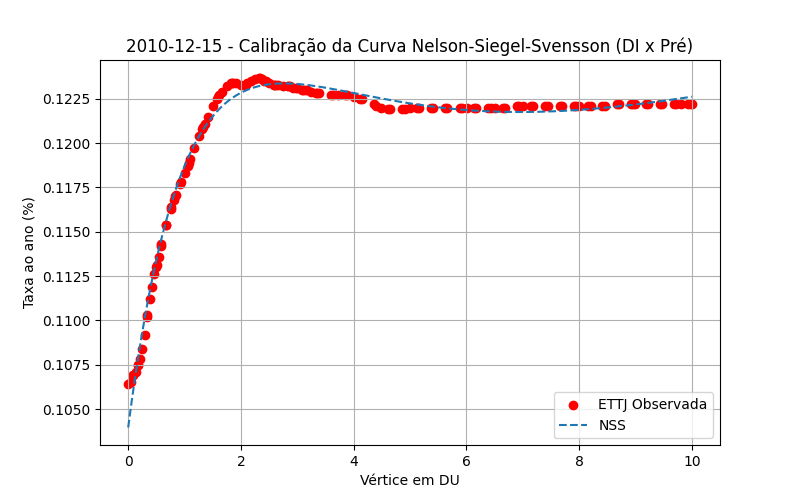 2010-12-15 - Calibração da Curva Nelson-Siegel-Svensson (DI x Pré)
Taxa ao ano (%)
0.1225
0.1200
0.1175
0.1150
0.1125
0.1100
0.1075
0.1050
ETTJ Observada
NSS
0 2 4 6 8 10
Vértice em DU